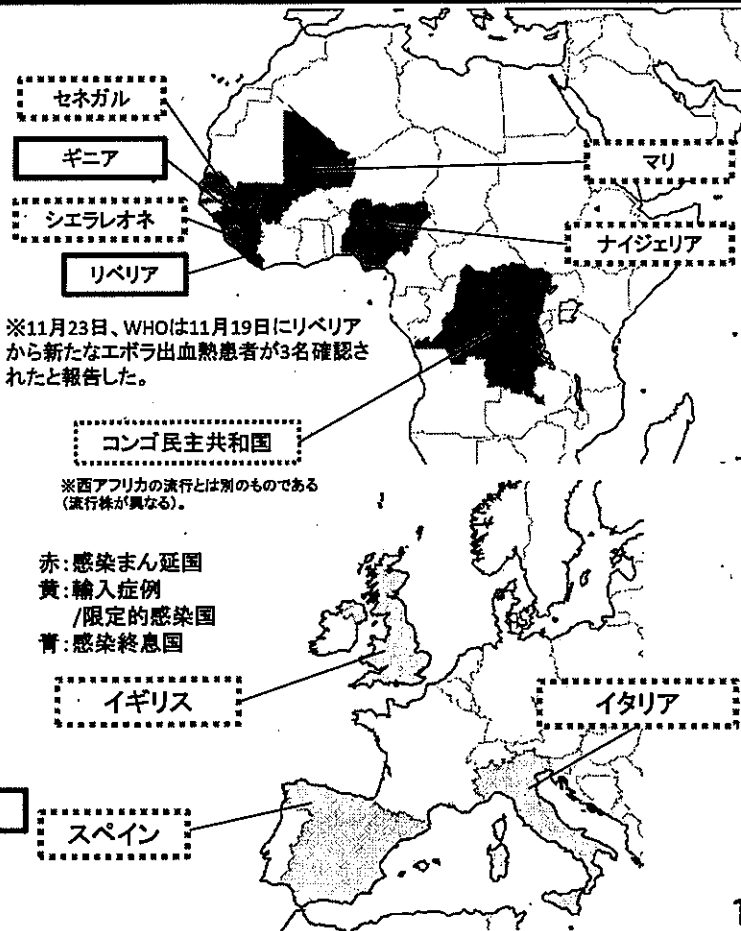 セネガル
ギニア
マリ
シエラレオネ
ナイジェリア
リベリア
※11月23日、WHOは11月19日にリベリア
から新たなエボラ出血熱患者が3名確認さ
れたと報告した。
コンゴ民主共和国
※西アフリカの流行とは別のものである
(流行株が異なる)。
赤:感染まん延国
黄:輸入症例
/限定的感染国
青:感染終息国
イギリス
イタリア
スペイン